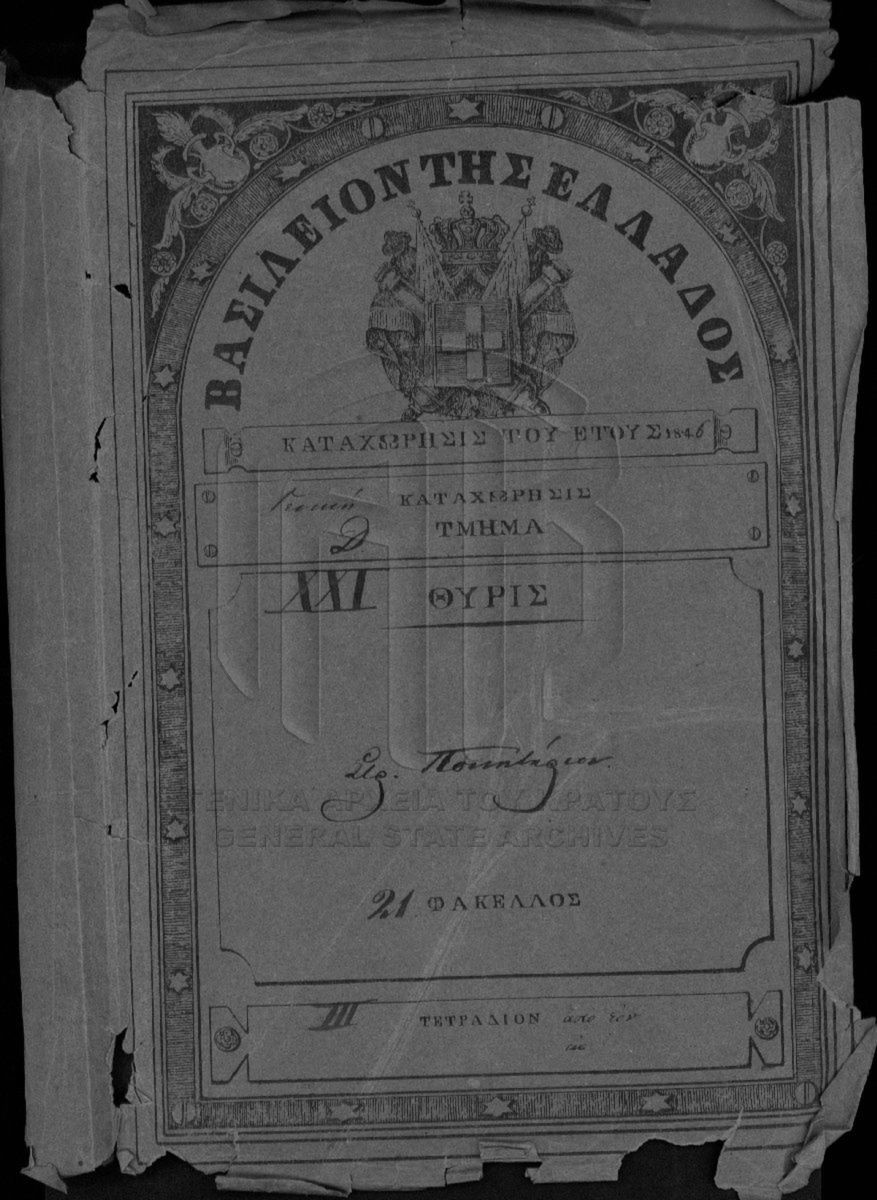 ΒΑΣΙΛΕΙΟΝ ΤΗΣ ΕΛΛΑΔΟΣ
ΚΑΤΑΧΩΡΗΣΙΣ ΤΟΥ ΕΤΟΥΣ 1846
Γενική ΚΑΤΑΧΩΡΗΣΙΣ
ΤΜΗΜΑ
XXI ΘΥΡΙΣ
ΓΕΝΙΚΑ ΑΡΧΕΙΑ ΤΟΥ ΚΡΑΤΟΥΣ
GENERAL STATE ARCHIVES
21 ΦΑΚΕΛΛΟΣ
III ΤΕΤΡΑΔΙΟΝ